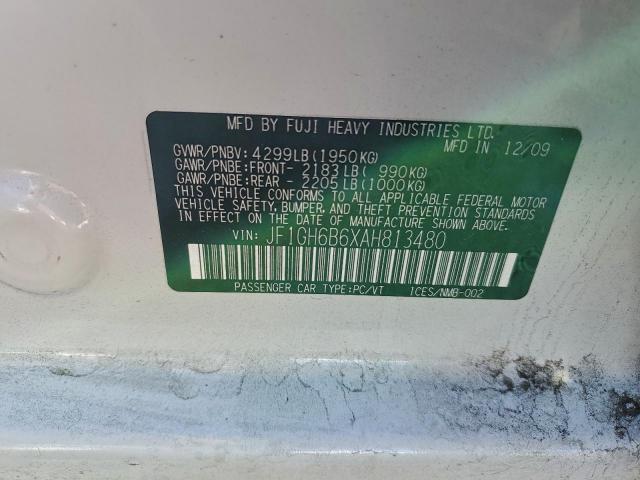 MFD BY FUJI HEAVY INDUSTRIES LTD.
GVWR/PNBV: 4299LB(1950KG) MFD. IN 12/09
GAWR/PNBE:FRONT- 2183LB( 990KG)
GAWR/PNBE:REAR - 2205LB(1000KG)
THIS VEHICLE CONFORMS TO ALL APPLICABLE FEDERAL MOTOR
VEHICLE SAFETY, BUMPER, AND THEFT PREVENTION STANDARDS
IN EFFECT ON THE DATE OF MANUFACTURE SHOWN ABOVE.
VIN: JF1GH6B6XAH813480
PASSENGER CAR TYPE:PC/VT ICES/NMB-002